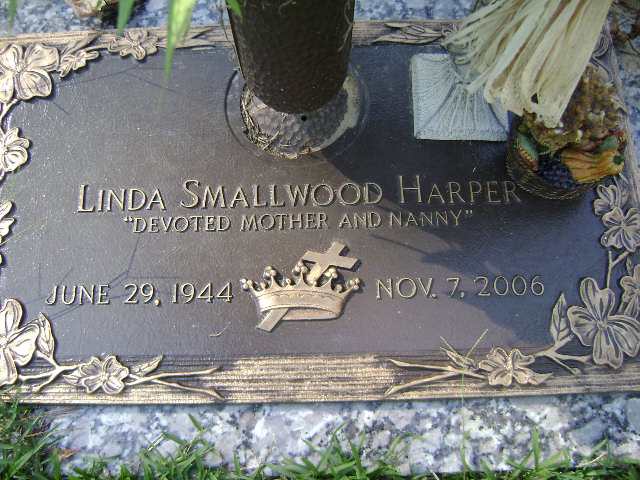 LINDA SMALLWOOD HARPER
"DEVOTED MOTHER AND NANNY"
JUNE 29, 1944 NOV. 7, 2006